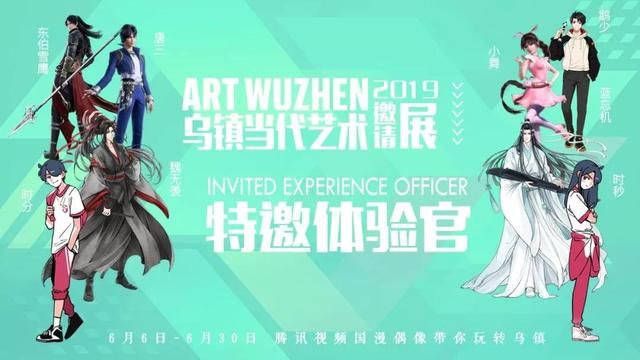 东伯雪鹰
唐三
ART WUZHEN 2019
乌镇当代艺术邀请展
INVITED EXPERIENCE OFFICER
特邀体验官
小舞
鹧少
蓝忘机
魏无羡
时分
时秒
6月6日-6月30日 腾讯视频国漫偶像带你玩转乌镇